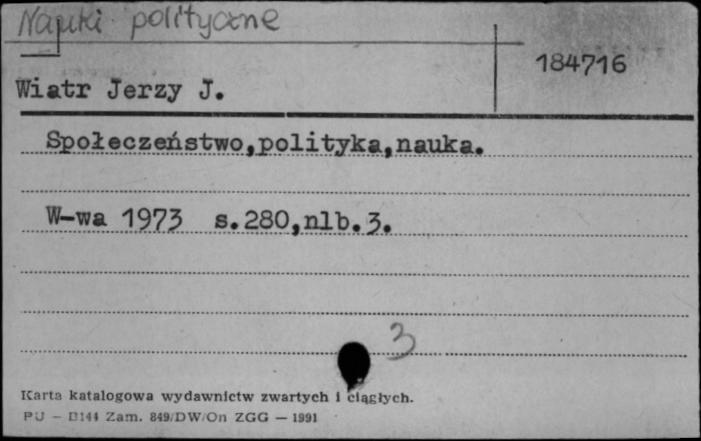 Nauki polityczne
184716
Wiatr Jerzy J.
Społeczeństwo,polityka,nauka.
W-wa 1973 s.280,nlb.3.
3
Karta katalogowa wydawnictw zwartych i ciągłych.
PU – D144 Zam. 849/DW/On ZGG — 1991